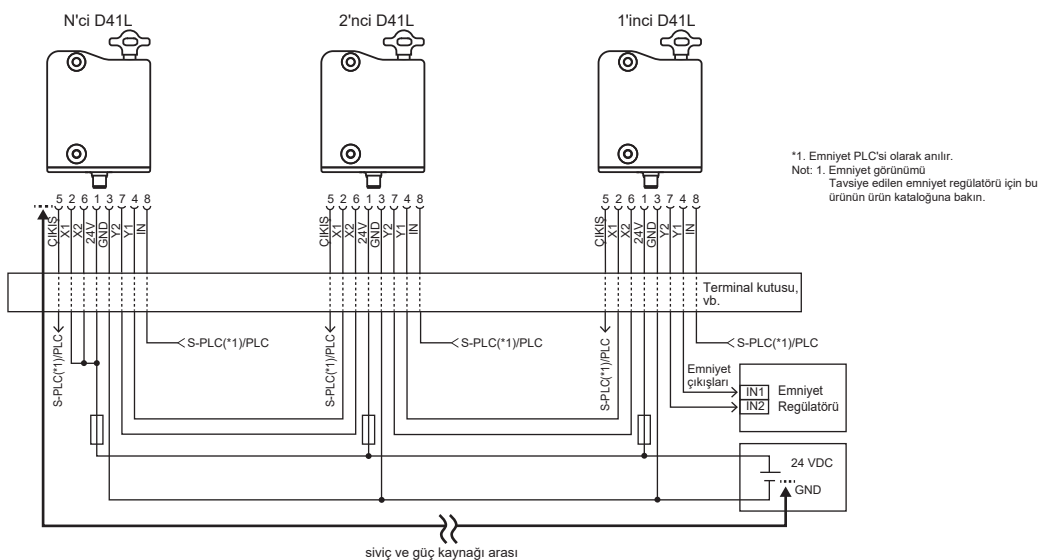 N'ci D41L
2'nci D41L
1'inci D41L
*1. Emniyet PLC'si olarak anılır.
Not: 1. Emniyet görünümü
Tavsiye edilen emniyet regülatörü için bu
ürünün ürün kataloğuna bakın.
5 2 6 1 3 7 4 8
5 2 6 1 3 7 4 8
5 2 6 1 3 7 4 8
ÇIKIŞ X1 X2 24V GND Y2 Y1 IN
ÇIKIŞ X1 X2 24V GND Y2 Y1 IN
ÇIKIŞ X1 X2 24V GND Y2 Y1 IN
Terminal kutusu,
vb.
S-PLC(*1)/PLC
S-PLC(*1)/PLC
S-PLC(*1)/PLC
S-PLC(*1)/PLC
S-PLC(*1)/PLC
S-PLC(*1)/PLC
Emniyet
çıkışları
IN1
IN2
Emniyet
Regülatörü
24 VDC
GND
siviç ve güç kaynağı arası